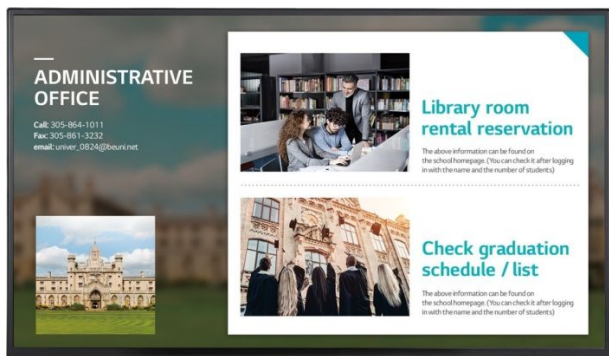 ADMINISTRATIVE
OFFICE
Call: 305-864-1011
Fax: 305-861-3232
email: univer_0824@beuni.net
Library room
rental reservation
The above information can be found on
the school homepage. (You can check it after logging
in with the name and the number of students)
Check graduation
schedule / list
The above information can be found on
the school homepage. (You can check it after logging
in with the name and the number of students)